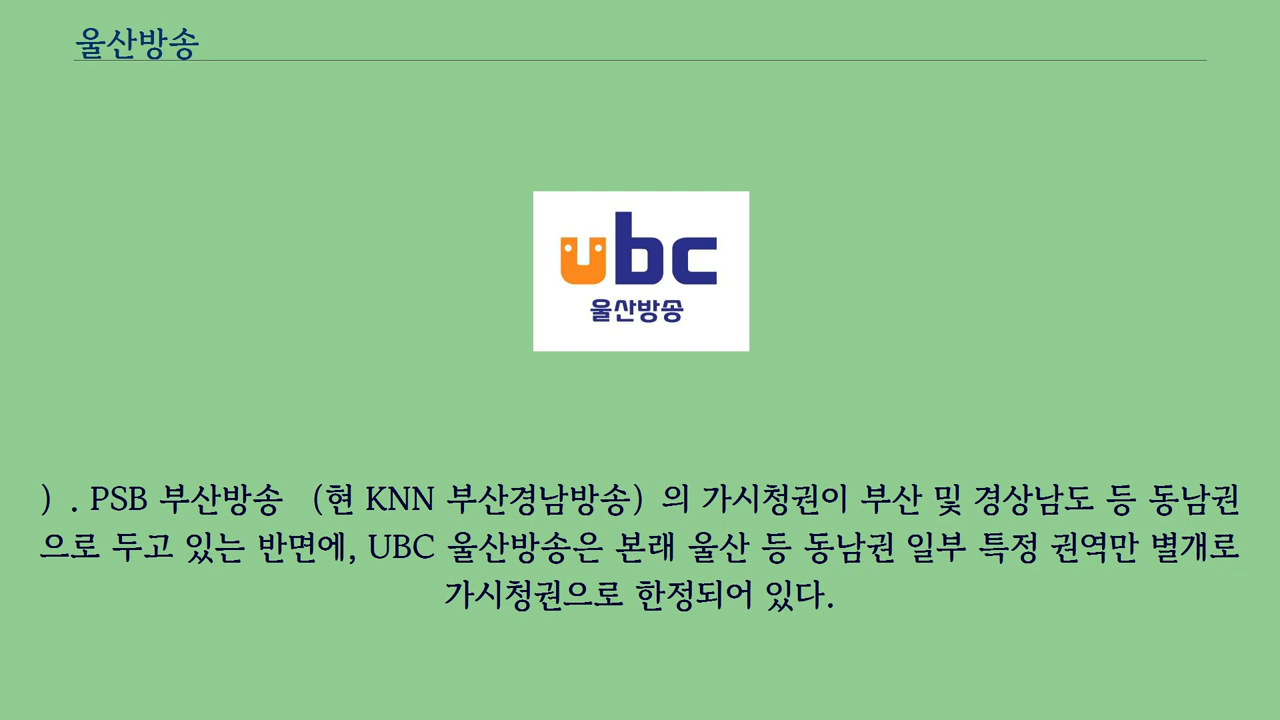 울산방송
ubc
울산방송
) . PSB 부산방송 (현 KNN 부산경남방송) 의 가시청권이 부산 및 경상남도 등 동남권
으로 두고 있는 반면에, UBC 울산방송은 본래 울산 등 동남권 일부 특정 권역만 별개로
가시청권으로 한정되어 있다.